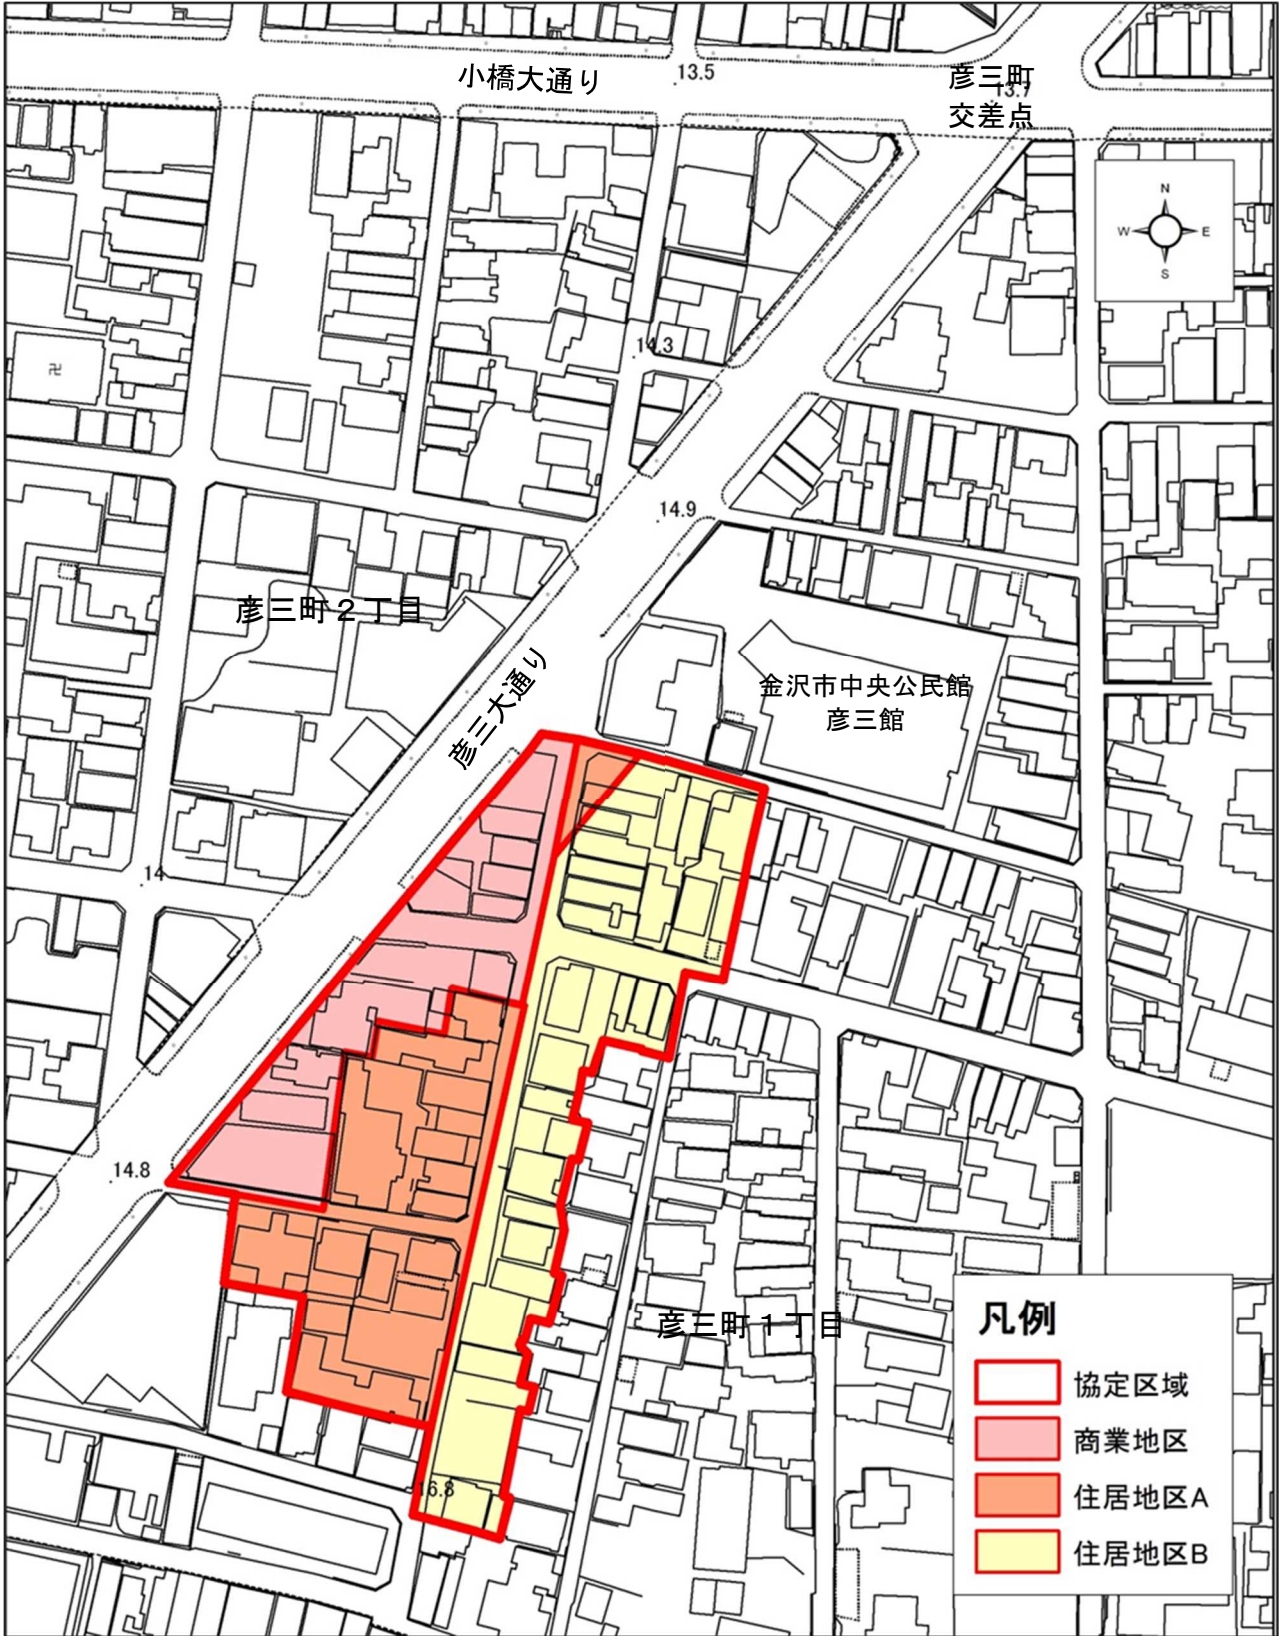 小橋大通り
13.5
彦三町
13.7
交差点
N
W
E
S
14.3
卍
14.9
彦三町２丁目
彦三大通り
金沢市中央公民館
彦三館
14
14.8
彦三町１丁目
16.8
凡例
協定区域
商業地区
住居地区A
住居地区B